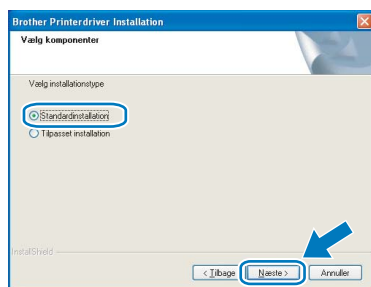 Brother Printerdriver Installation
Vælg komponenter
Vælg installationstype
Standardinstallation
Tilpasset installation
InstallShield
< Tilbage Næste > Annuller